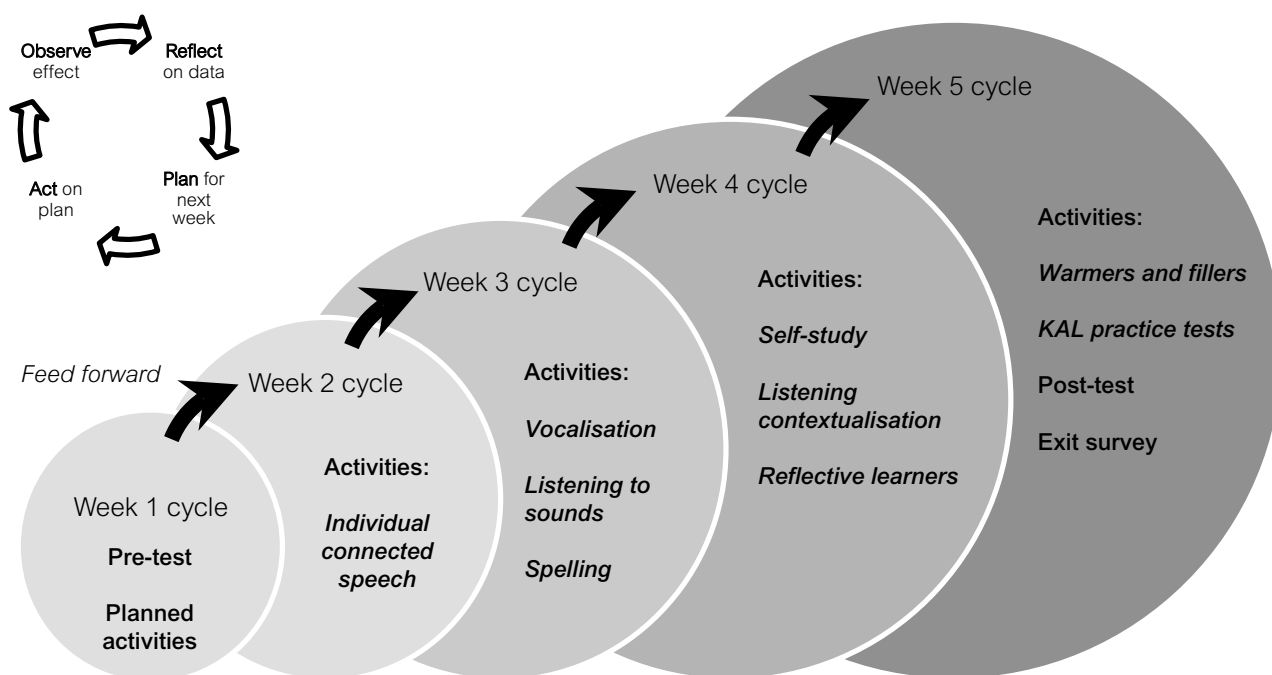 Observe
effect
Reflect
on data
Plan for
next
week
Act on
plan
Feed forward
Week 1 cycle
Pre-test
Planned
activities
Week 2 cycle
Activities:
Individual
connected
speech
Week 3 cycle
Activities:
Vocalisation
Listening to
sounds
Spelling
Week 4 cycle
Activities:
Self-study
Listening
contextualisation
Reflective learners
Week 5 cycle
Activities:
Warmers and fillers
KAL practice tests
Post-test
Exit survey